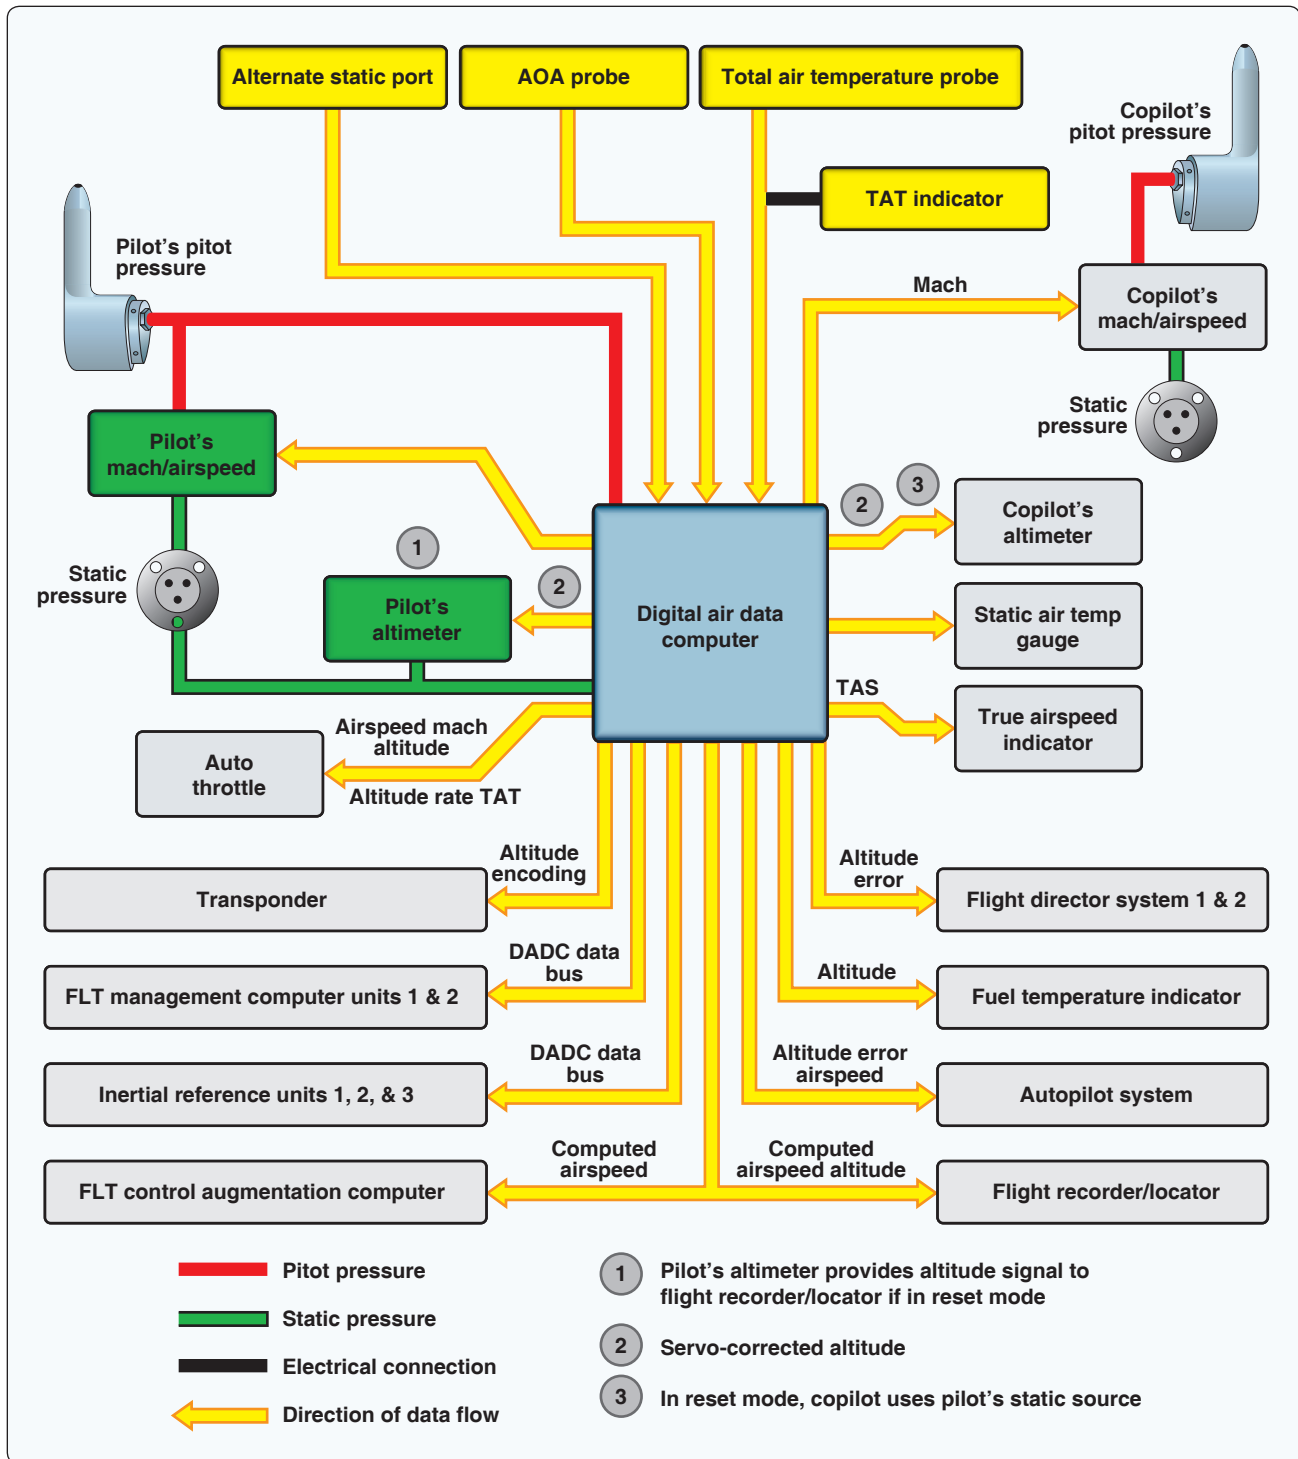 Alternate static port
AOA probe
Total air temperature probe
Copilot's
pitot pressure
TAT indicator
Pilot's pitot
pressure
Mach
Copilot's
mach/airspeed
Static
pressure
Pilot's
mach/airspeed
3
2
Copilot's
altimeter
1
2
Static
pressure
Pilot's
altimeter
Digital air data
computer
Static air temp
gauge
TAS
True airspeed
indicator
Airspeed mach
altitude
Auto
throttle
Altitude rate TAT
Altitude
encoding
Transponder
Altitude
error
Flight director system 1 & 2
DADC data
bus
FLT management computer units 1 & 2
Altitude
Fuel temperature indicator
DADC data
bus
Inertial reference units 1, 2, & 3
Altitude error
airspeed
Autopilot system
Computed
airspeed
FLT control augmentation computer
Computed
airspeed altitude
Flight recorder/locator
Pitot pressure
Static pressure
Electrical connection
Direction of data flow
1 Pilot's altimeter provides altitude signal to
flight recorder/locator if in reset mode
2 Servo-corrected altitude
3 In reset mode, copilot uses pilot's static source